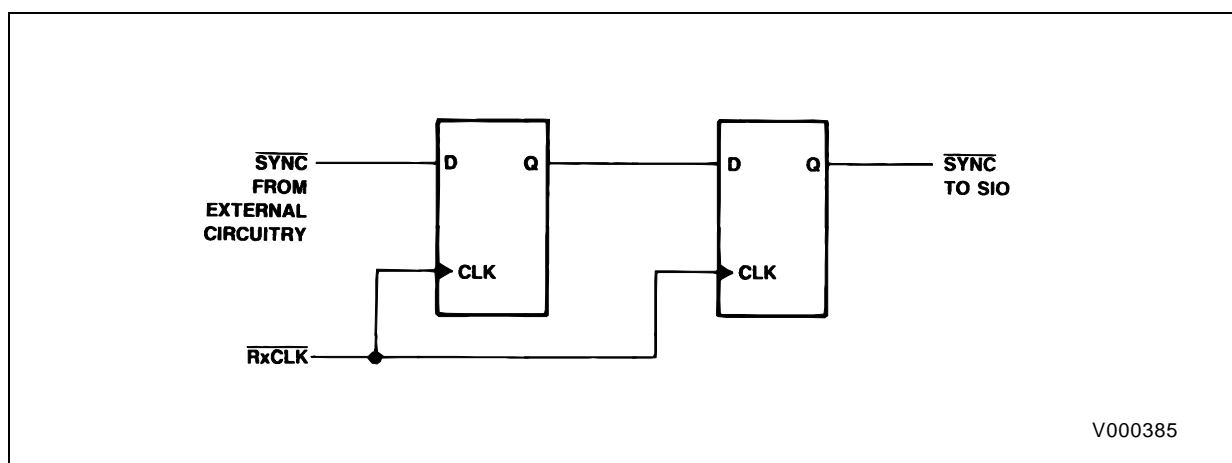 SYNC
FROM
EXTERNAL
CIRCUITRY
D
Q
CLK
D
Q
CLK
SYNC
TO SIO
RxCLK
V000385